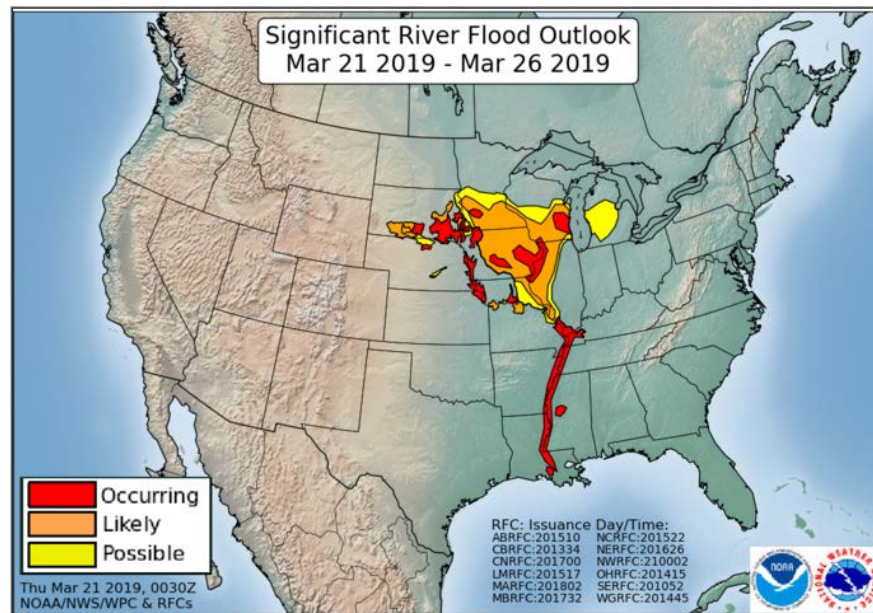 Significant River Flood Outlook
Mar 21 2019 - Mar 26 2019
Occurring
Likely
Possible
Thu Mar 21 2019, 0030Z
NOAA/NWS/WPC & RFCs
RFC: Issuance Day/Time:
ABRFC:201510 NCRFC:201522
CBRFC:201334 NERFC:201626
CNRFC:201700 NWRFC:210002
LMRFC:201517 OHRFC:201415
MARFC:201802 SERFC:201052
MBRFC:201732 WGRFC:201445
NOAA
NATIONAL WEATHER